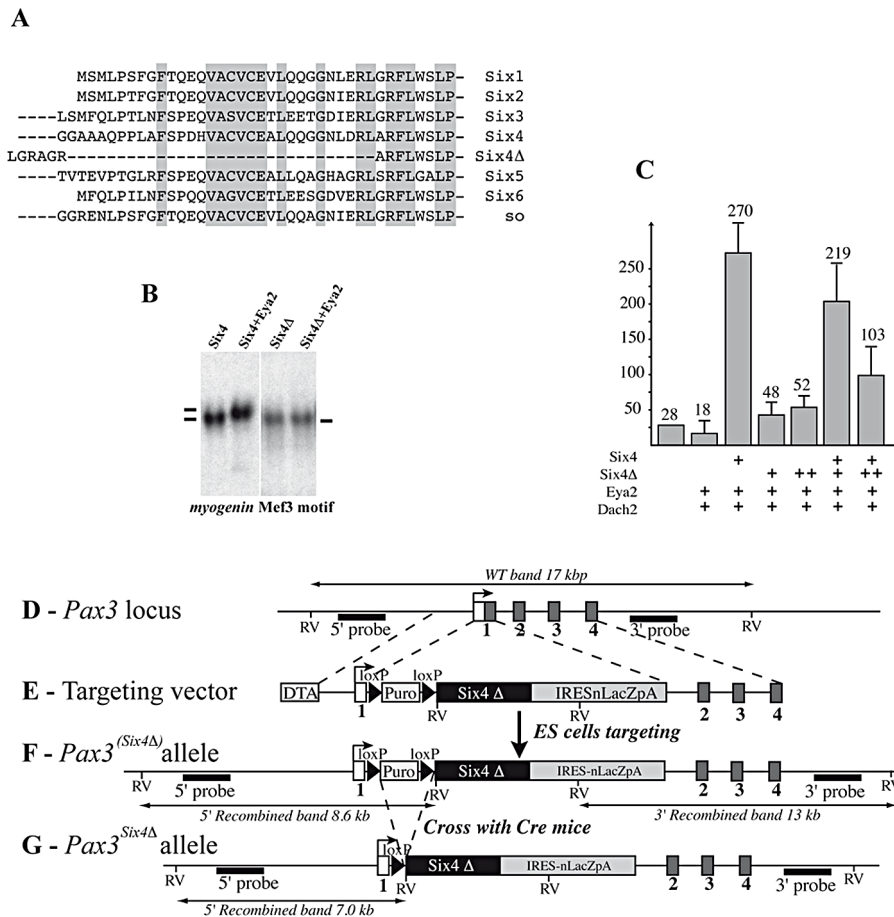 A
MSMLPSFGFTQEQVACVCEVLQQGGNLERLGRFLWSLP- Six1
MSMLPTFGFTQEQVACVCEVLQQGGNIERLGRFLWSLP- Six2
----LSMFQLPTLNFSPEQVASVCETLEETGDIERLGRFLWSLP- Six3
----GGAAAQPPLAFSPDHVACVCEALQQGGNLDRLARFLWSLP- Six4
LGRAGR-------------------------------ARFLWSLP- Six4Δ
----TVTEVPTGLRFSPEQVACVCEALLQAGHAGRLSRFLGALP- Six5
MFQLPILNFSPQQVAGVCETLEESGDVERLGRFLWSLP- Six6
----GGRENLPSFGFTQEQVACVCEVLQQAGNIERLGRFLWSLP- so
B
Six4 Six4+Eya2 Six4Δ Six4Δ+Eya2
myogenin Mef3 motif
C
270
250
219
200
150
103
100
50
28 18 48 52
Six4 + + +
Six4Δ + ++ + ++
Eya2 + + + + + +
Dach2 + + + + + +
WT band 17 kbp
D - Pax3 locus
RV 5' probe 1 2 3 4 3' probe RV
E - Targeting vector
DTA loxP Puro loxP Six4 Δ IRESnLacZpA
1 RV RV 2 3 4
ES cells targeting
F - Pax3(Six4Δ) allele
loxP Puro loxP Six4 Δ IRES-nLacZpA
RV 5' probe 1 RV RV 2 3 4 3' probe RV
5' Recombined band 8.6 kb 3' Recombined band 13 kb
Cross with Cre mice
G - Pax3Six4Δ allele
loxP Six4 Δ IRES-nLacZpA
RV 5' probe 1 RV RV 2 3 4 3' probe RV
5' Recombined band 7.0 kb